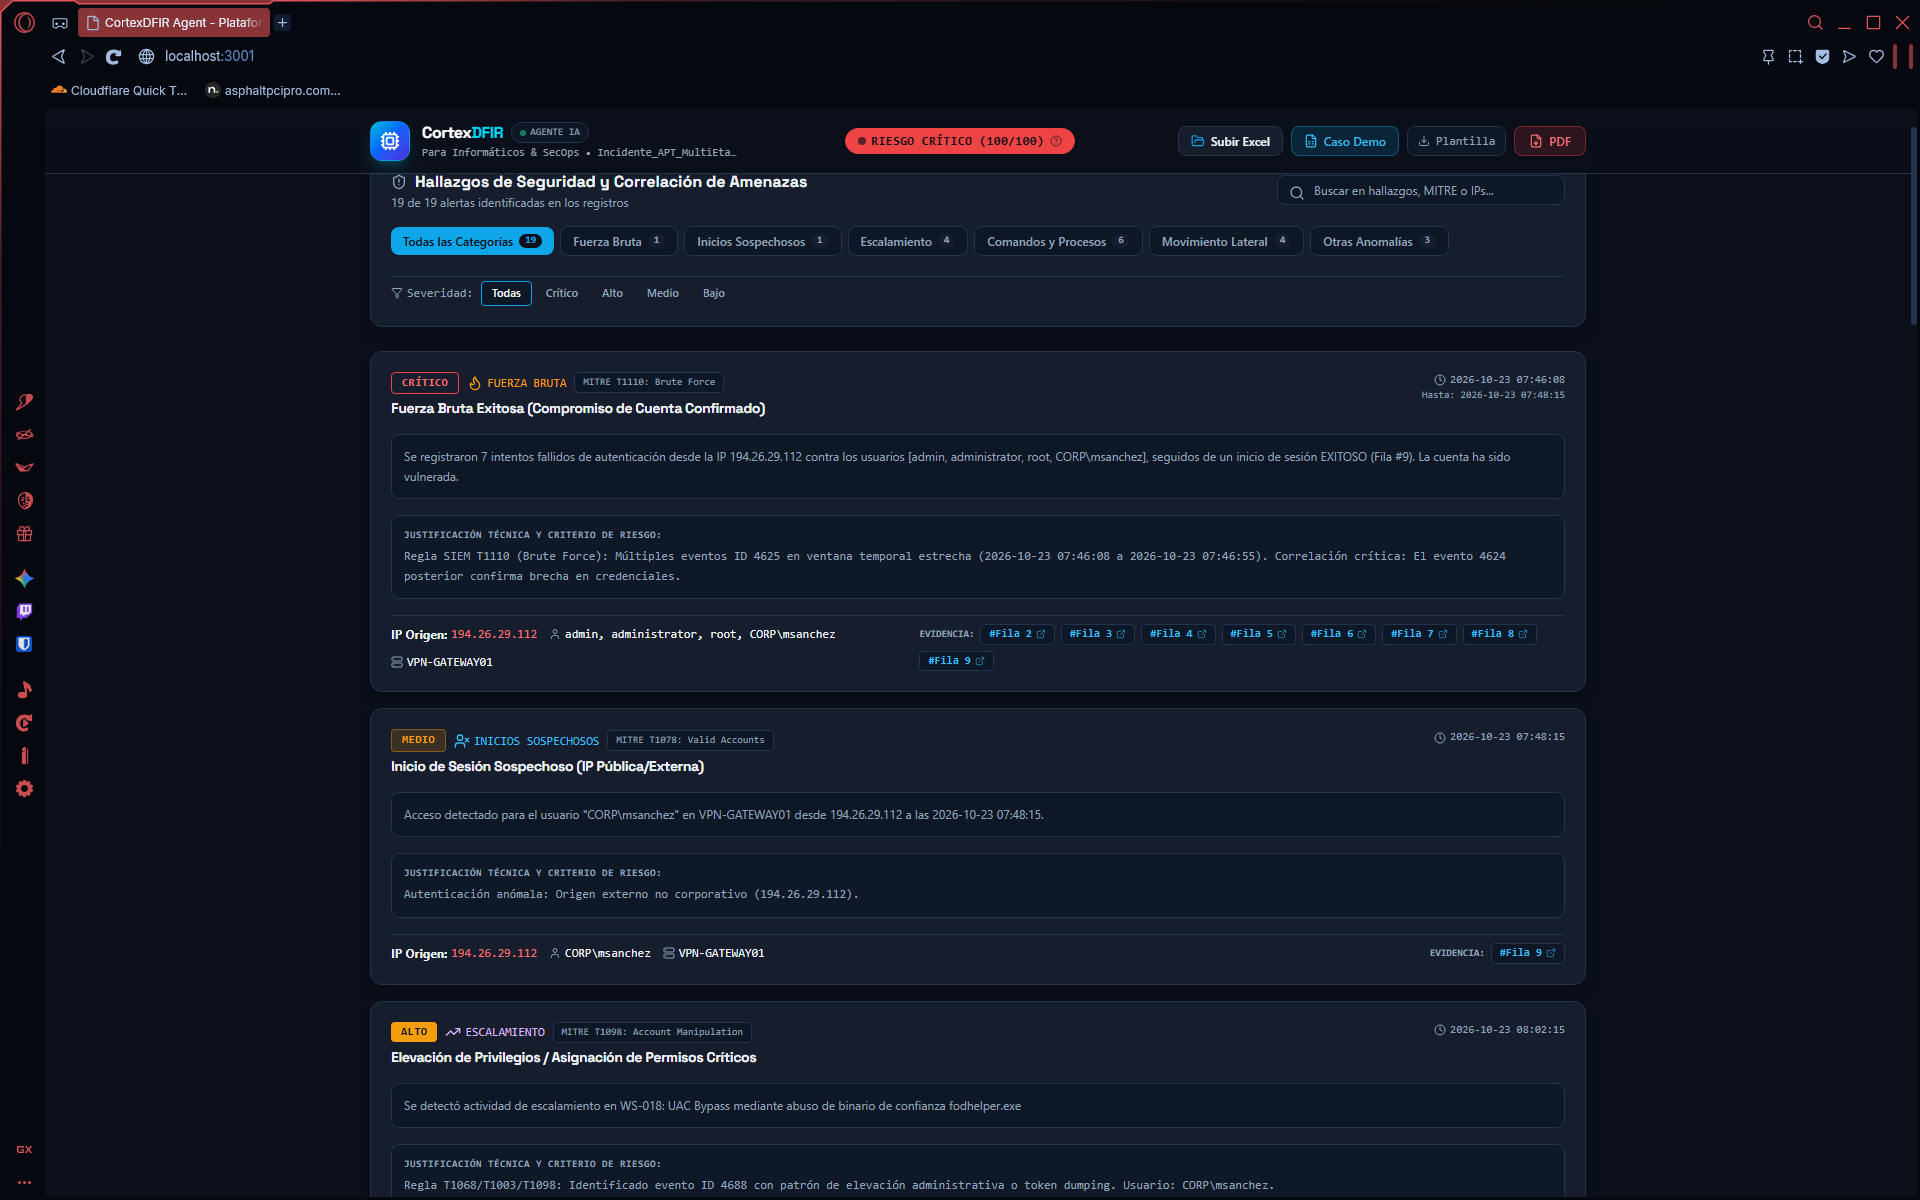 CortexDFIR Agent - Platafo
localhost:3001
Cloudflare Quick T...
n. asphaltpcipro.com...
CortexDFIR
AGENTE IA
Para Informáticos & SecOps • Incidente_APT_MultiEta…
RIESGO CRÍTICO (100/100)
Subir Excel
Caso Demo
Plantilla
PDF
Hallazgos de Seguridad y Correlación de Amenazas
19 de 19 alertas identificadas en los registros
Buscar en hallazgos, MITRE o IPs...
Todas las Categorías 19
Fuerza Bruta 1
Inicios Sospechosos 1
Escalamiento 4
Comandos y Procesos 6
Movimiento Lateral 4
Otras Anomalías 3
Severidad: Todas Crítico Alto Medio Bajo
CRÍTICO FUERZA BRUTA MITRE T1110: Brute Force
2026-10-23 07:46:08
Hasta: 2026-10-23 07:48:15
Fuerza Bruta Exitosa (Compromiso de Cuenta Confirmado)
Se registraron 7 intentos fallidos de autenticación desde la IP 194.26.29.112 contra los usuarios [admin, administrator, root, CORP\msanchez], seguidos de un inicio de sesión EXITOSO (Fila #9). La cuenta ha sido
vulnerada.
JUSTIFICACIÓN TÉCNICA Y CRITERIO DE RIESGO:
Regla SIEM T1110 (Brute Force): Múltiples eventos ID 4625 en ventana temporal estrecha (2026-10-23 07:46:08 a 2026-10-23 07:46:55). Correlación crítica: El evento 4624
posterior confirma brecha en credenciales.
IP Origen: 194.26.29.112 admin, administrator, root, CORP\msanchez
VPN-GATEWAY01
EVIDENCIA: #Fila 2 #Fila 3 #Fila 4 #Fila 5 #Fila 6 #Fila 7 #Fila 8
#Fila 9
MEDIO INICIOS SOSPECHOSOS MITRE T1078: Valid Accounts
2026-10-23 07:48:15
Inicio de Sesión Sospechoso (IP Pública/Externa)
Acceso detectado para el usuario "CORP\msanchez" en VPN-GATEWAY01 desde 194.26.29.112 a las 2026-10-23 07:48:15.
JUSTIFICACIÓN TÉCNICA Y CRITERIO DE RIESGO:
Autenticación anómala: Origen externo no corporativo (194.26.29.112).
IP Origen: 194.26.29.112 CORP\msanchez VPN-GATEWAY01
EVIDENCIA: #Fila 9
ALTO ESCALAMIENTO MITRE T1098: Account Manipulation
2026-10-23 08:02:15
Elevación de Privilegios / Asignación de Permisos Críticos
Se detectó actividad de escalamiento en WS-018: UAC Bypass mediante abuso de binario de confianza fodhelper.exe
JUSTIFICACIÓN TÉCNICA Y CRITERIO DE RIESGO:
Regla T1068/T1003/T1098: Identificado evento ID 4688 con patrón de elevación administrativa o token dumping. Usuario: CORP\msanchez.
GX